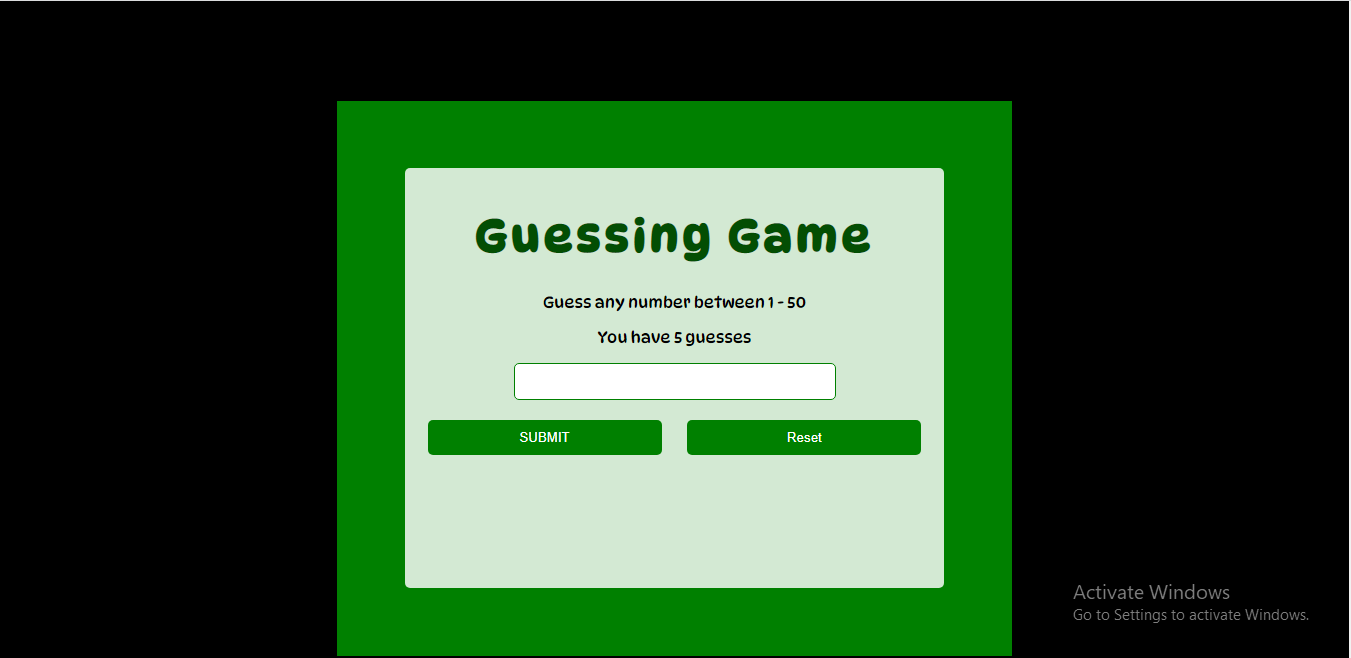 Guessing Game
Guess any number between 1 - 50
You have 5 guesses
SUBMIT
Reset
Activate Windows
Go to Settings to activate Windows.